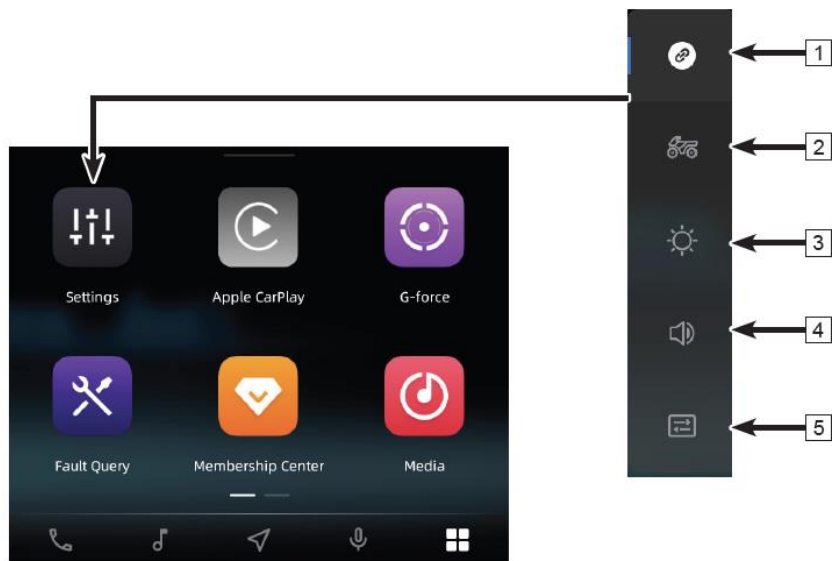 1
2
3
4
5
Settings
Apple CarPlay
G-force
Fault Query
Membership Center
Media